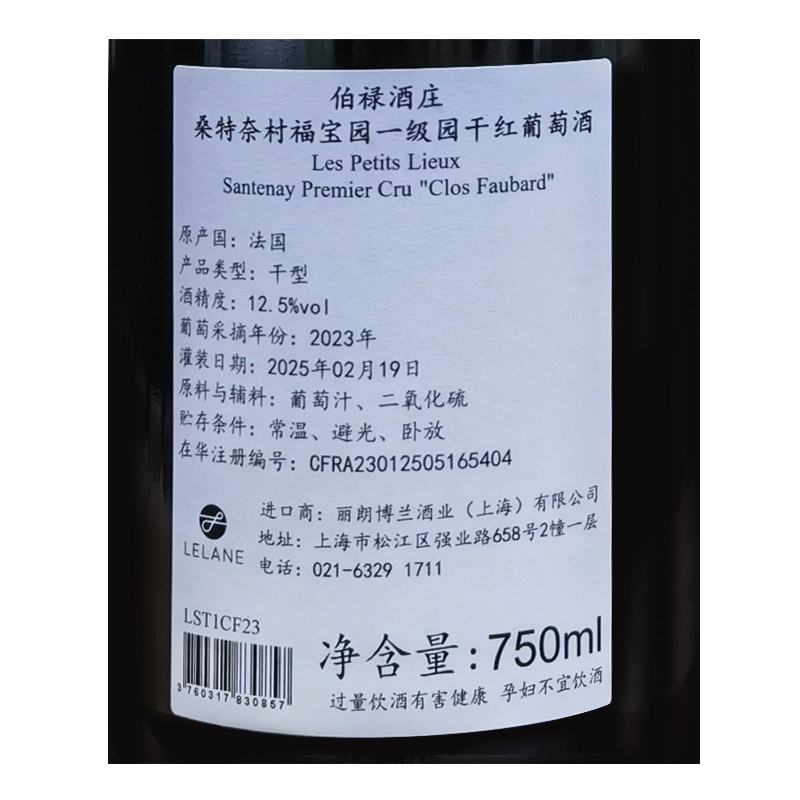 伯禄酒庄
桑特奈村福宝园一级园干红葡萄酒
Les Petits Lieux
Santenay Premier Cru "Clos Faubard"
原产国：法国
产品类型：干型
酒精度：12.5%vol
葡萄采摘年份：2023年
灌装日期：2025年02月19日
原料与辅料：葡萄汁、二氧化硫
贮存条件：常温、避光、卧放
在华注册编号：CFRA23012505165404
进口商：丽朗博兰酒业（上海）有限公司
地址：上海市松江区强业路658号2幢一层
电话：021-6329 1711
LELANE
LST1CF23
3 760317 830857
净含量:750ml
过量饮酒有害健康 孕妇不宜饮酒